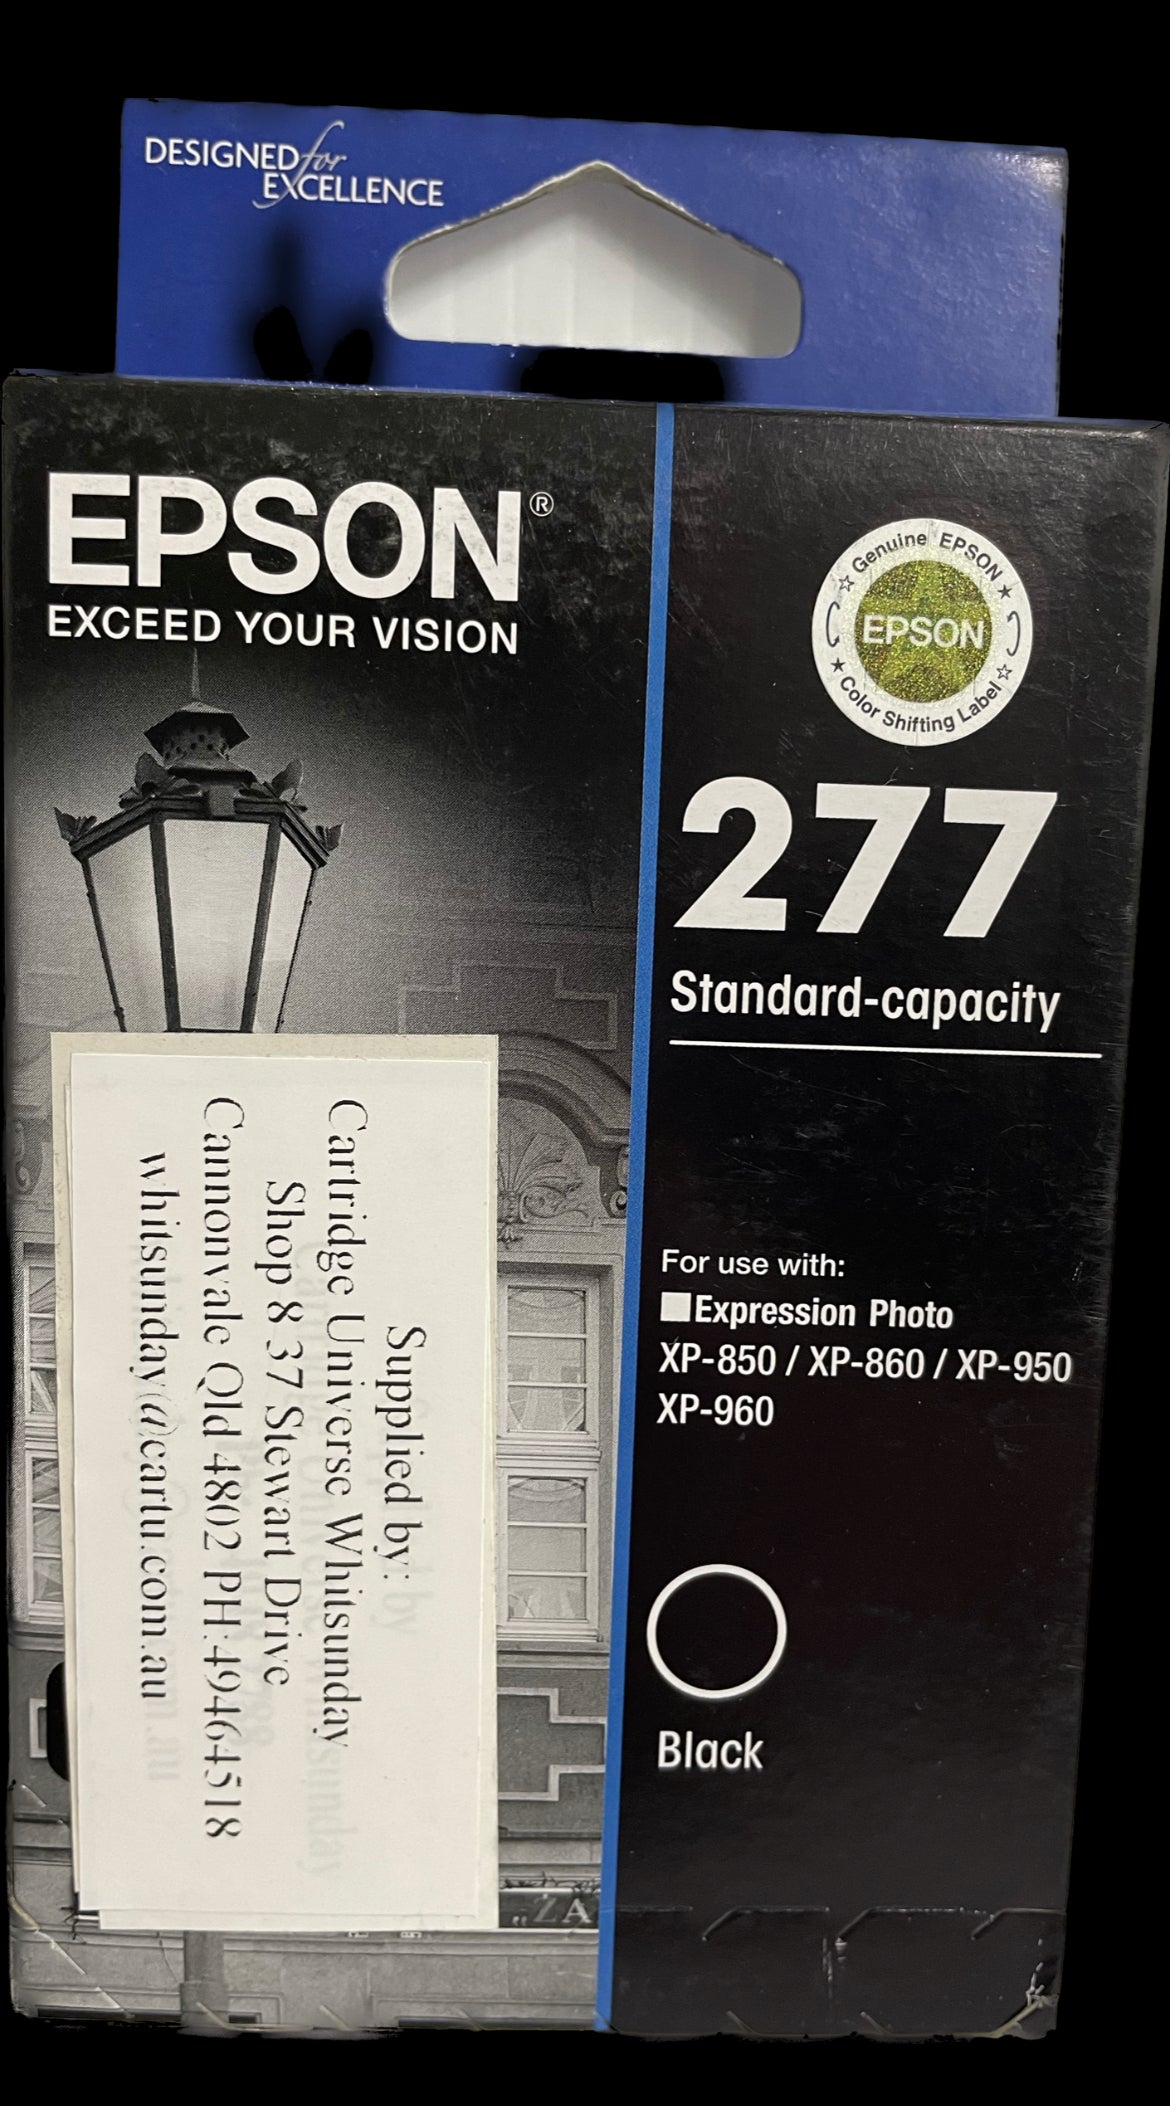 DESIGNED for
EXCELLENCE
EPSON®
EXCEED YOUR VISION
Genuine EPSON
EPSON
Color Shifting Label
277
Standard-capacity
For use with:
Expression Photo
XP-850 / XP-860 / XP-950
XP-960
Black
Supplied by:
Cartridge Universe Whitsunday
Shop 8 37 Stewart Drive
Cannonvale Qld 4802 PH:49464518
whitsunday@cartu.com.au
„ZA